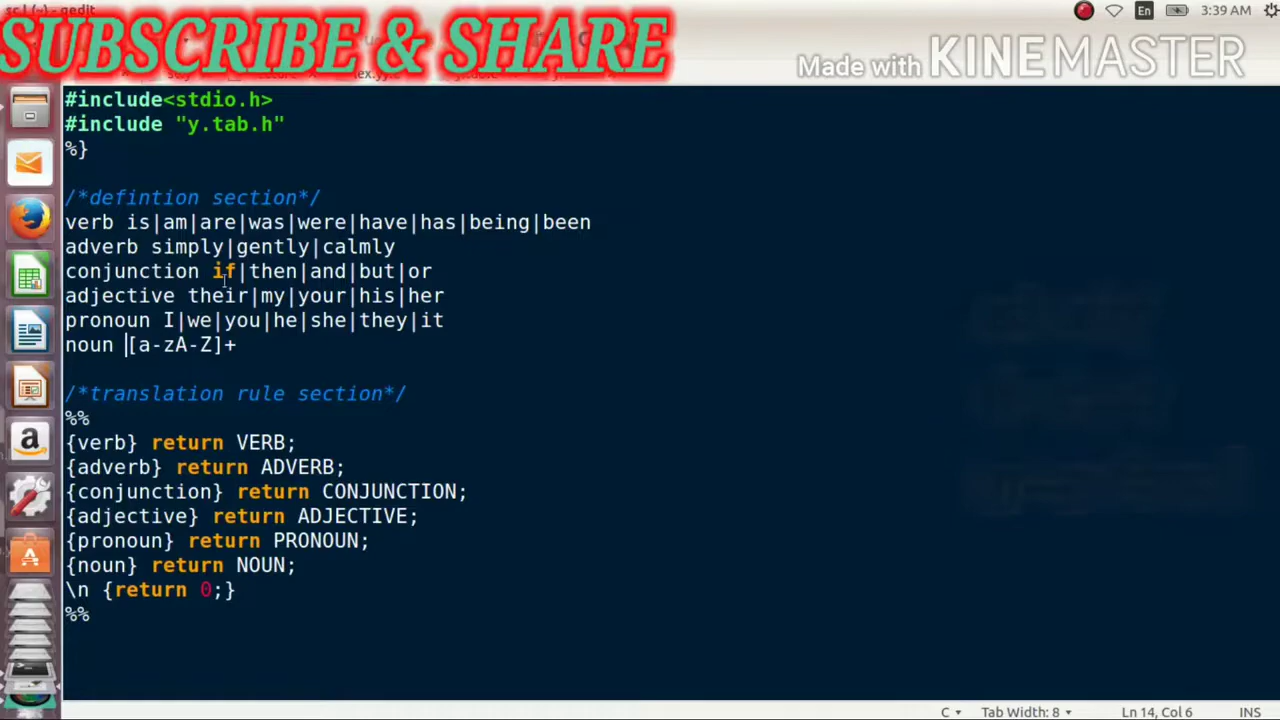 sc.l (~) - gedit
En
3:39 AM
SUBSCRIBE & SHARE
Made with KINEMASTER
#include<stdio.h>
#include "y.tab.h"
%}
/*defintion section*/
verb is|am|are|was|were|have|has|being|been
adverb simply|gently|calmly
conjunction if|then|and|but|or
adjective their|my|your|his|her
pronoun I|we|you|he|she|they|it
noun [a-zA-Z]+
/*translation rule section*/
%%
{verb} return VERB;
{adverb} return ADVERB;
{conjunction} return CONJUNCTION;
{adjective} return ADJECTIVE;
{pronoun} return PRONOUN;
{noun} return NOUN;
\n {return 0;}
%%
C Tab Width: 8 Ln 14, Col 6 INS